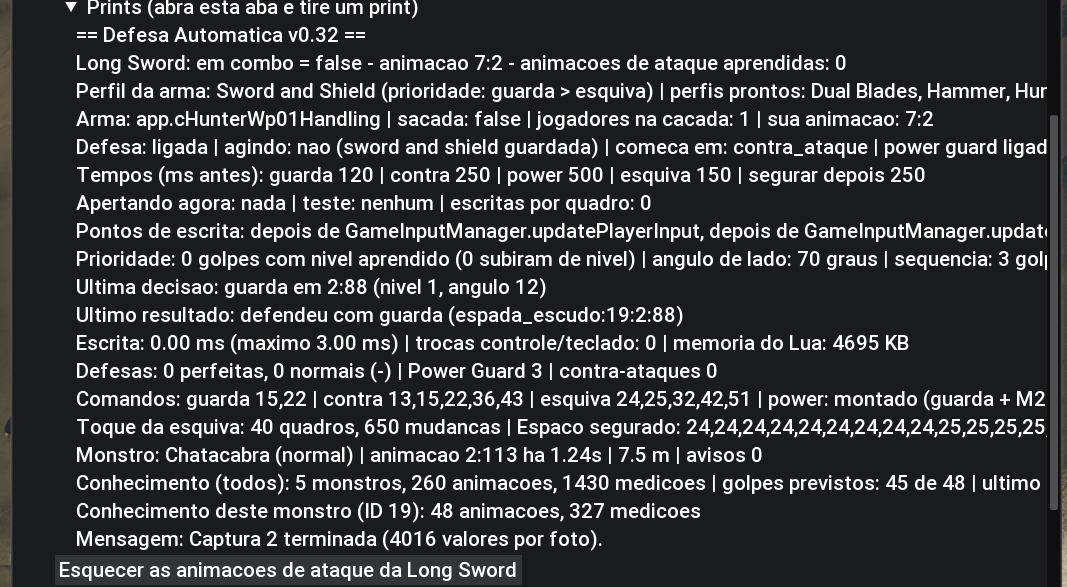 ▼ Prints (abra esta aba e tire um print)
== Defesa Automatica v0.32 ==
Long Sword: em combo = false - animacao 7:2 - animacoes de ataque aprendidas: 0
Perfil da arma: Sword and Shield (prioridade: guarda > esquiva) | perfis prontos: Dual Blades, Hammer,
Arma: app.cHunterWp01Handling | sacada: false | jogadores na cacada: 1 | sua animacao: 7:2
Defesa: ligada | agindo: nao (sword and shield guardada) | comeca em: contra_ataque | power guard ligad
Tempos (ms antes): guarda 120 | contra 250 | power 500 | esquiva 150 | segurar depois 250
Apertando agora: nada | teste: nenhum | escritas por quadro: 0
Pontos de escrita: depois de GameInputManager.updatePlayerInput, depois de GameInputManager.updat
Prioridade: 0 golpes com nivel aprendido (0 subiram de nivel) | angulo de lado: 70 graus | sequencia: 3 gol
Ultima decisao: guarda em 2:88 (nivel 1, angulo 12)
Ultimo resultado: defendeu com guarda (espada_escudo:19:2:88)
Escrita: 0.00 ms (maximo 3.00 ms) | trocas controle/teclado: 0 | memoria do Lua: 4695 KB
Defesas: 0 perfeitas, 0 normais (-) | Power Guard 3 | contra-ataques 0
Comandos: guarda 15,22 | contra 13,15,22,36,43 | esquiva 24,25,32,42,51 | power: montado (guarda + M2
Toque da esquiva: 40 quadros, 650 mudancas | Espaco segurado: 24,24,24,24,24,24,24,24,24,25,25,25,25,
Monstro: Chatacabra (normal) | animacao 2:113 ha 1.24s | 7.5 m | avisos 0
Conhecimento (todos): 5 monstros, 260 animacoes, 1430 medicoes | golpes previstos: 45 de 48 | ultimo
Conhecimento deste monstro (ID 19): 48 animacoes, 327 medicoes
Mensagem: Captura 2 terminada (4016 valores por foto).
Esquecer as animacoes de ataque da Long Sword